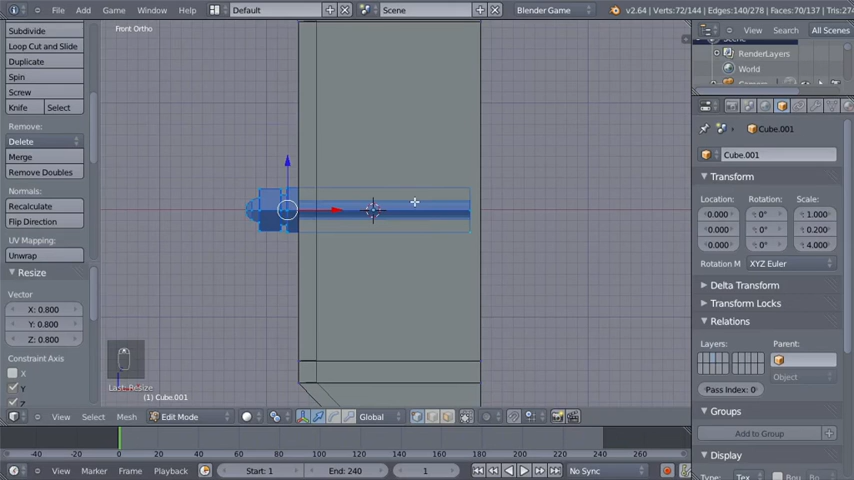 File Add Game Window Help Default Scene Blender Game v2.64 | Verts:72/144 | Edges:140/278 | Faces:70/137 | Tris:274
Subdivide
Loop Cut and Slide
Duplicate
Spin
Screw
Knife Select
Remove:
Delete
Merge
Remove Doubles
Normals:
Recalculate
Flip Direction
UV Mapping:
Unwrap
Resize
Vector
X: 0.800
Y: 0.800
Z: 0.800
Constraint Axis
X
Y
Z
Front Ortho
Last: Resize
(1) Cube.001
View Select Mesh Edit Mode Global
View Search All Scenes
RenderLayers
World
Camera
Cube.001
Cube.001
Transform
Location: Rotation: Scale:
0.000 0° 1.000
0.000 0° 0.200
0.000 0° 4.000
Rotation M XYZ Euler
Delta Transform
Transform Locks
Relations
Layers: Parent:
Pass Index: 0
Object
Groups
Add to Group
Display
Type: Tex
-40 -20 0 20 40 60 80 100 120 140 160 180 200 220 240 260
View Marker Frame Playback Start: 1 End: 240 1 No Sync